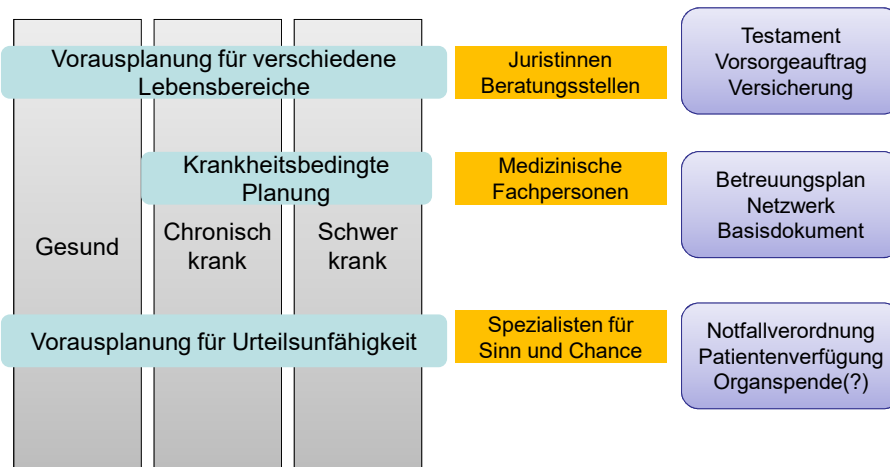 Vorausplanung für verschiedene
Lebensbereiche
Juristinnen
Beratungsstellen
Testament
Vorsorgeauftrag
Versicherung
Krankheitsbedingte
Planung
Medizinische
Fachpersonen
Betreuungsplan
Netzwerk
Basisdokument
Gesund
Chronisch
krank
Schwer
krank
Vorausplanung für Urteilsunfähigkeit
Spezialisten für
Sinn und Chance
Notfallverordnung
Patientenverfügung
Organspende(?)